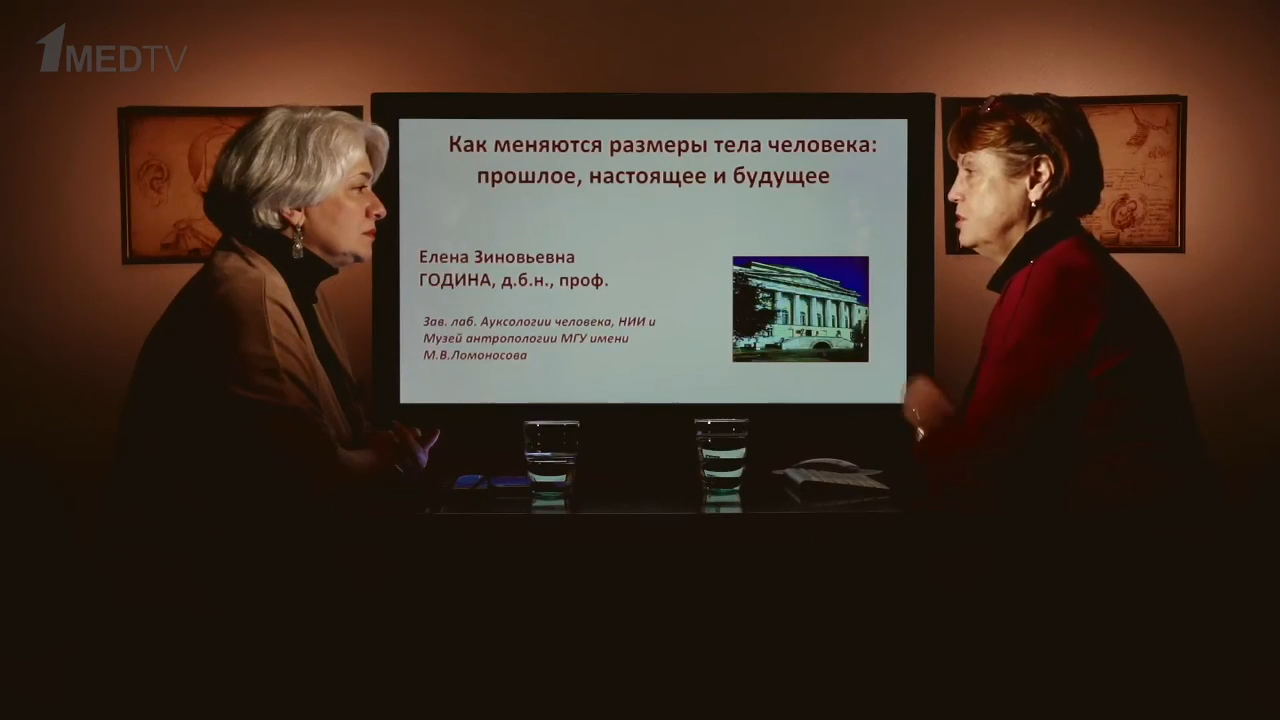 1MEDTV
Как меняются размеры тела человека:
прошлое, настоящее и будущее
Елена Зиновьевна
ГОДИНА, д.б.н., проф.
Зав. лаб. Ауксологии человека, НИИ и
Музей антропологии МГУ имени
М.В.Ломоносова